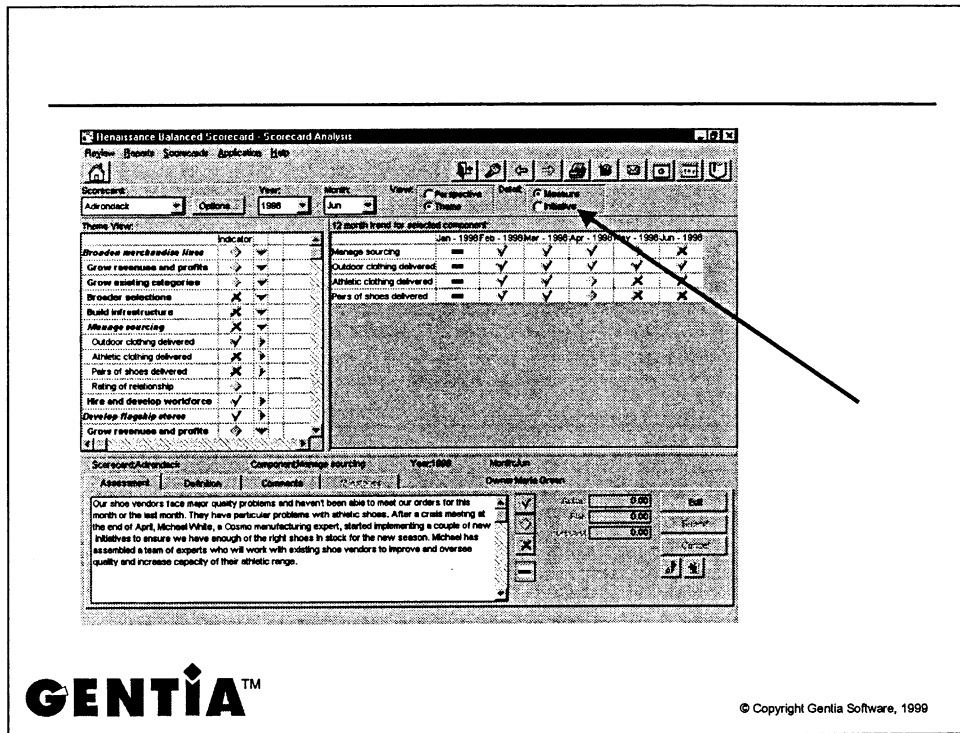 Renaissance Balanced Scorecard - Scorecard Analysis
Review Reports Scorecards Application Help
Scorecard: Year: Month: View: Perspective Detail: Measure
Adirondack Options... 1998 Jun Theme Initiative
Theme View: 12 month trend for selected component
Indicator
Jan - 1998 Feb - 1998 Mar - 1998 Apr - 1998 May - 1998 Jun - 1998
Broaden merchandise lines
Grow revenues and profits
Grow existing categories
Broader selections
Build infrastructure
Manage sourcing
Outdoor clothing delivered
Athletic clothing delivered
Pairs of shoes delivered
Rating of relationship
Hire and develop workforce
Develop flagship stores
Grow revenues and profits
Manage sourcing
Outdoor clothing delivered
Athletic clothing delivered
Pairs of shoes delivered
Scorecard:Adirondack Component:Manage sourcing Year:1998 Month:Jun
Assessment Definition Comments Owner:Maria Green
Our shoe vendors face major quality problems and haven't been able to meet our orders for this
month or the last month. They have particular problems with athletic shoes. After a crisis meeting at
the end of April, Michael White, a Cosmo manufacturing expert, started implementing a couple of new
initiatives to ensure we have enough of the right shoes in stock for the new season. Michael has
assembled a team of experts who will work with existing shoe vendors to improve and oversee
quality and increase capacity of their athletic range.
0.00 Edit
0.00
0.00 Cancel
GENTIA™
© Copyright Gentia Software, 1999